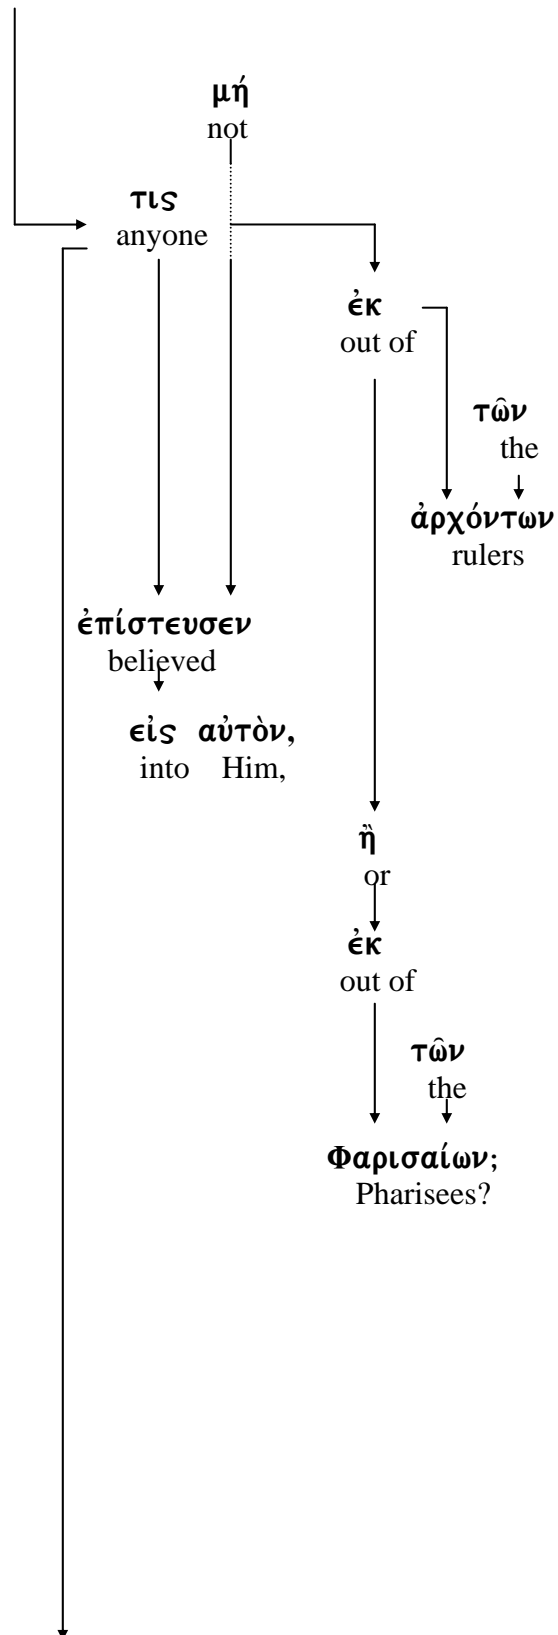 μή
not
τις
anyone
ἐκ
out of
τῶν
the
ἀρχόντων
rulers
ἐπίστευσεν
believed
εἰς αὐτὸν,
into Him,
ἢ
or
ἐκ
out of
τῶν
the
Φαρισαίων;
Pharisees?